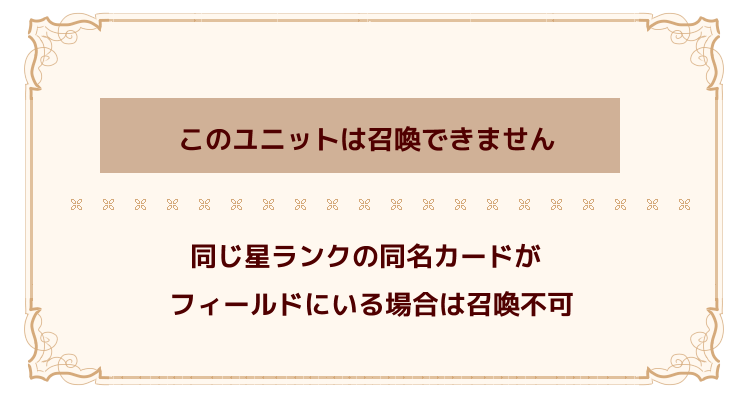 このユニットは召喚できません
同じ星ランクの同名カードが
フィールドにいる場合は召喚不可